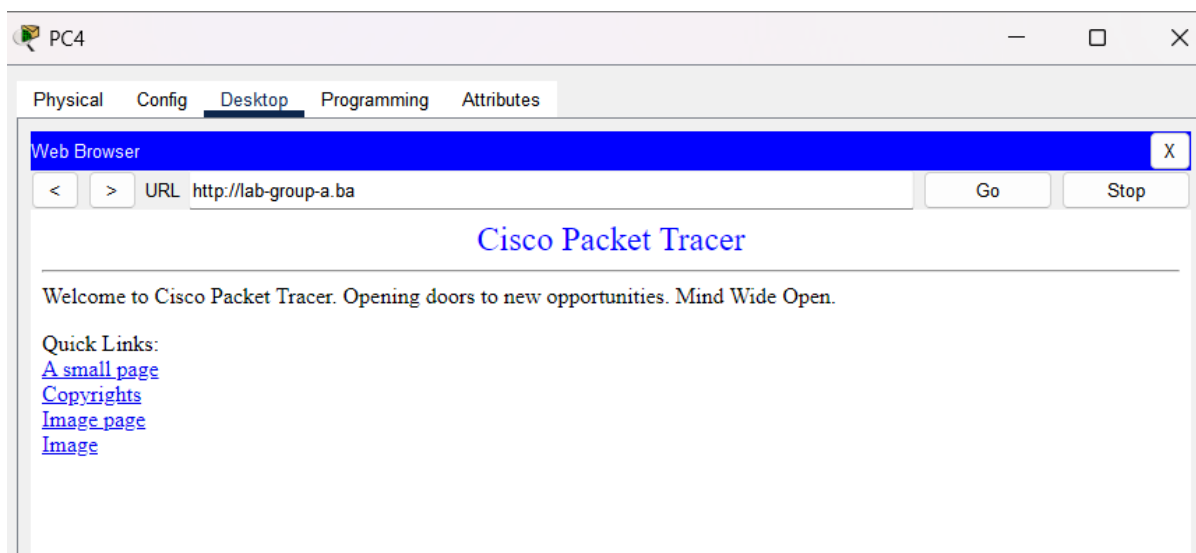 PC4
Physical Config Desktop Programming Attributes
Web Browser X
< > URL http://lab-group-a.ba Go Stop
Cisco Packet Tracer
Welcome to Cisco Packet Tracer. Opening doors to new opportunities. Mind Wide Open.
Quick Links:
A small page
Copyrights
Image page
Image